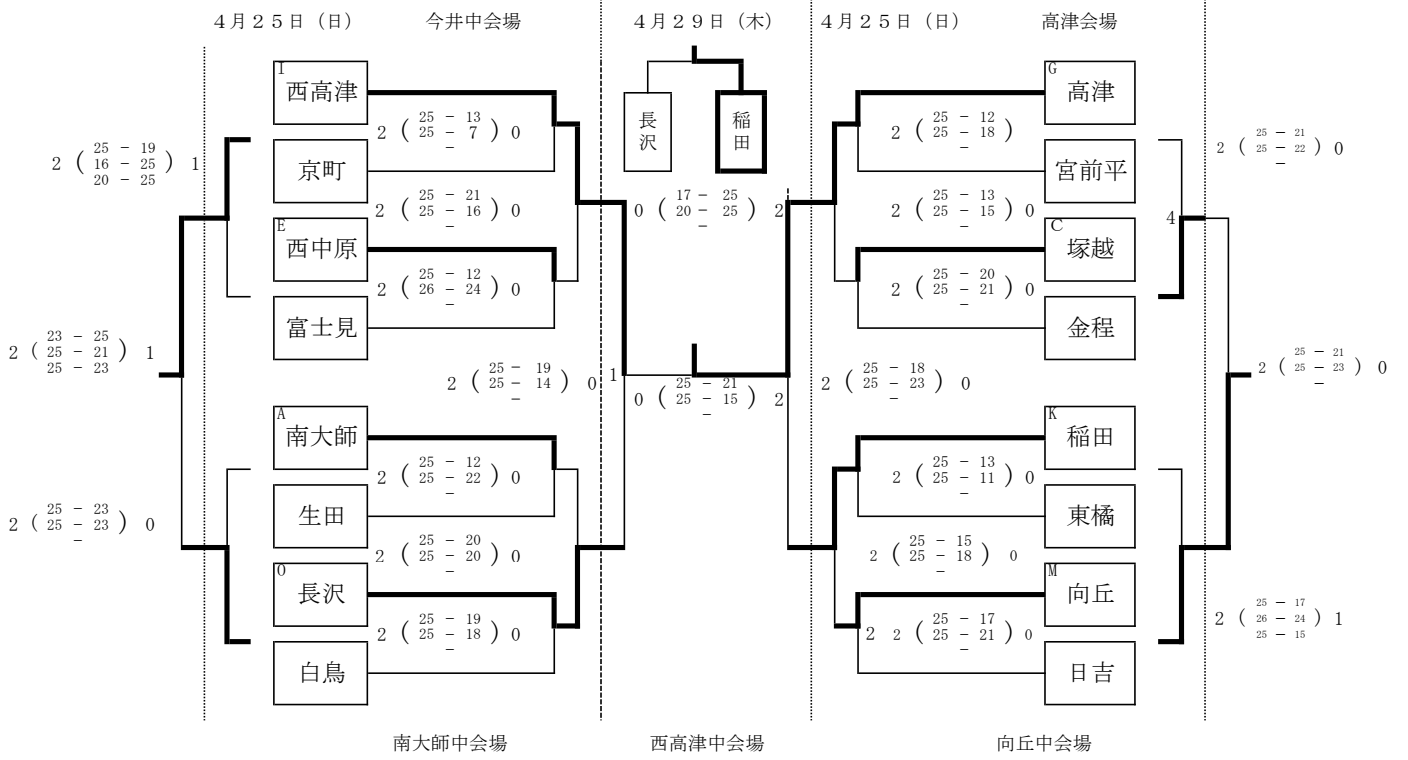 ４月２５日（日） 今井中会場 ４月２９日（木） ４月２５日（日） 高津会場
I
西高津
京町
E
西中原
富士見
A
南大師
生田
O
長沢
白鳥
2 ( 25 − 13
25 − 7
− ) 0
2 ( 25 − 21
25 − 16
− ) 0
2 ( 25 − 12
26 − 24
− ) 0
2 ( 25 − 19
25 − 14
− ) 0
1
2 ( 25 − 12
25 − 22
− ) 0
2 ( 25 − 20
25 − 20
− ) 0
2 ( 25 − 19
25 − 18
− ) 0
2 ( 25 − 19
16 − 25
20 − 25 ) 1
2 ( 23 − 25
25 − 21
25 − 23 ) 1
2 ( 25 − 23
25 − 23
− ) 0
長沢
稲田
0 ( 17 − 25
20 − 25
− ) 2
0 ( 25 − 21
25 − 15
− ) 2
G
高津
宮前平
C
塚越
金程
K
稲田
東橘
M
向丘
日吉
2 ( 25 − 12
25 − 18
− )
2 ( 25 − 13
25 − 15
− ) 0
2 ( 25 − 20
25 − 21
− ) 0
2 ( 25 − 18
25 − 23
− ) 0
2 ( 25 − 13
25 − 11
− ) 0
2 ( 25 − 15
25 − 18
− ) 0
2 2 ( 25 − 17
25 − 21
− ) 0
4
2 ( 25 − 21
25 − 22
− ) 0
2 ( 25 − 21
25 − 23
− ) 0
2 ( 25 − 17
26 − 24
25 − 15 ) 1
南大師中会場 西高津中会場 向丘中会場